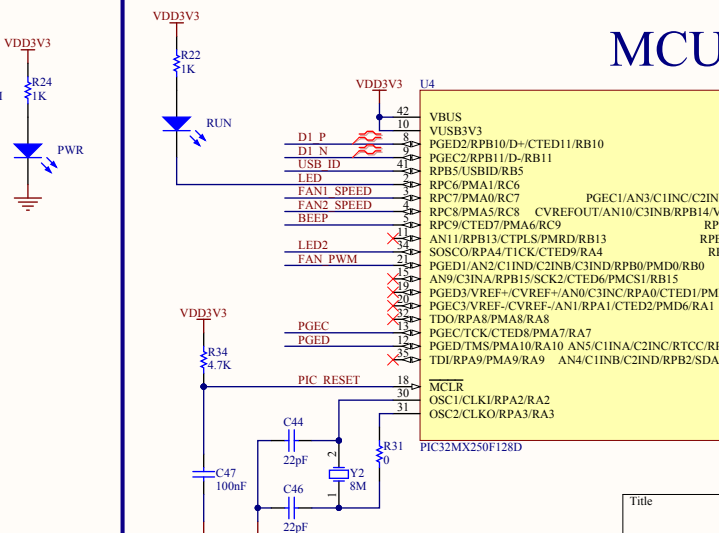 VDD3V3
R24
1K
PWR
VDD3V3
R22
1K
RUN
MCU
VDD3V3
U4
42 VBUS
10 VUSB3V3
D1_P 8 PGED2/RPB10/D+/CTED11/RB10
D1_N 9 PGEC2/RPB11/D-/RB11
USB_ID 41 RPB5/USBID/RB5
LED 2 RPC6/PMA1/RC6
FAN1_SPEED 3 RPC7/PMA0/RC7 PGEC1/AN3/C1INC/C2IN
FAN2_SPEED 4 RPC8/PMA5/RC8 CVREFOUT/AN10/C3INB/RPB14/V
BEEP 5 RPC9/CTED7/PMA6/RC9 RP
11 AN11/RPB13/CTPLS/PMRD/RB13 RPB
LED2 34 SOSCO/RPA4/T1CK/CTED9/RA4
FAN_PWM 21 PGED1/AN2/C1IND/C2INB/C3IND/RPB0/PMD0/RB0
15 AN9/C3INA/RPB15/SCK2/CTED6/PMCS1/RB15
19 PGED3/VREF+/CVREF+/AN0/C3INC/RPA0/CTED1/PM
20 PGEC3/VREF-/CVREF-/AN1/RPA1/CTED2/PMD6/RA1
32 TDO/RPA8/PMA8/RA8
PGEC 13 PGEC/TCK/CTED8/PMA7/RA7
PGED 12 PGED/TMS/PMA10/RA10 AN5/C1INA/C2INC/RTCC/RP
35 TDI/RPA9/PMA9/RA9 AN4/C1INB/C2IND/RPB2/SDA
VDD3V3
R34
4.7K
PIC_RESET 18 MCLR
30 OSC1/CLKI/RPA2/RA2
31 OSC2/CLKO/RPA3/RA3
PIC32MX250F128D
C44
22pF
R31
0
2
Y2
8M
1
C47
100nF
C46
22pF
Title